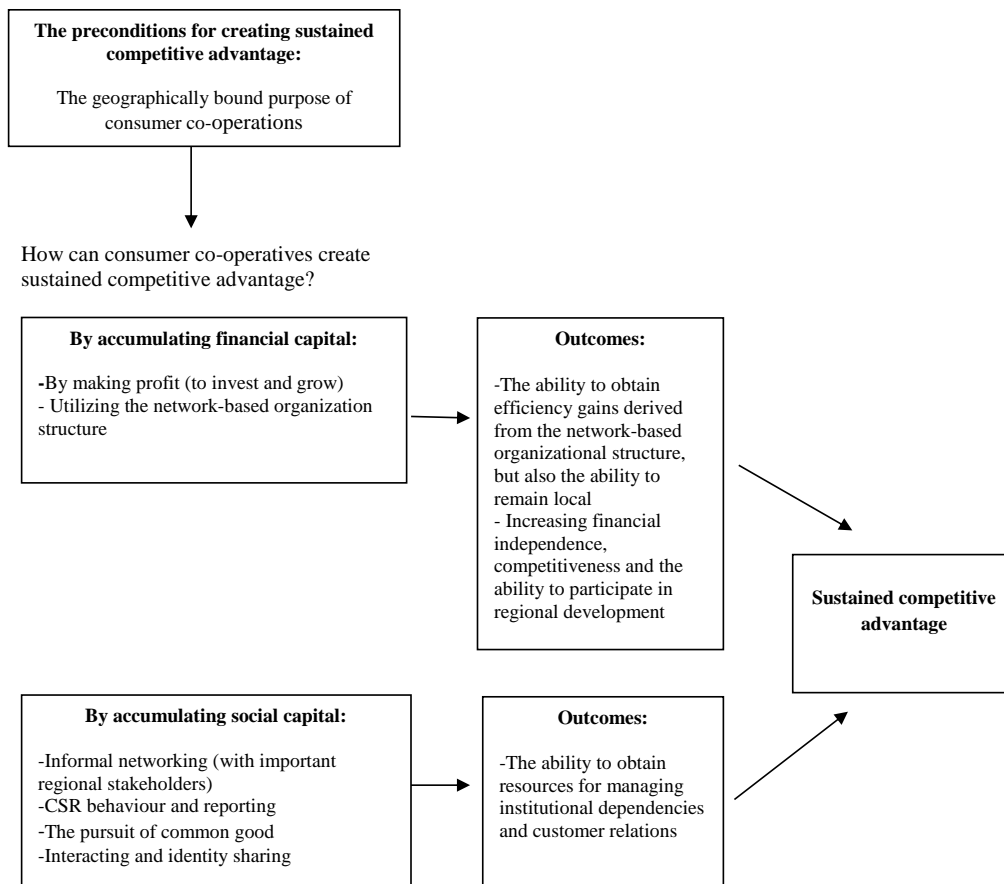 The preconditions for creating sustained
competitive advantage:
The geographically bound purpose of
consumer co-operations
How can consumer co-operatives create
sustained competitive advantage?
By accumulating financial capital:
-By making profit (to invest and grow)
- Utilizing the network-based organization
structure
Outcomes:
-The ability to obtain
efficiency gains derived
from the network-based
organizational structure,
but also the ability to
remain local
- Increasing financial
independence,
competitiveness and the
ability to participate in
regional development
Sustained competitive
advantage
By accumulating social capital:
-Informal networking (with important
regional stakeholders)
-CSR behaviour and reporting
-The pursuit of common good
-Interacting and identity sharing
Outcomes:
-The ability to obtain
resources for managing
institutional dependencies
and customer relations